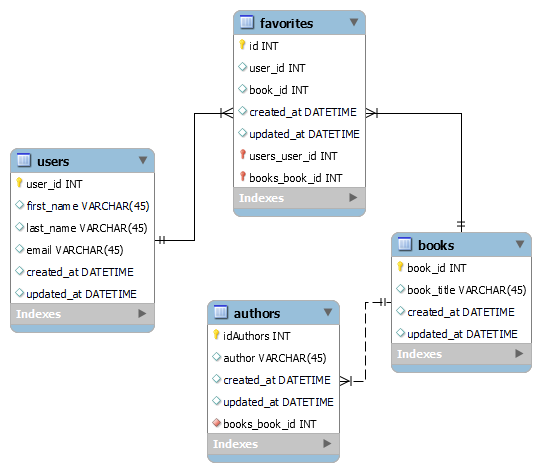 favorites
id INT
user_id INT
book_id INT
created_at DATETIME
updated_at DATETIME
users_user_id INT
books_book_id INT
Indexes
users
user_id INT
first_name VARCHAR(45)
last_name VARCHAR(45)
email VARCHAR(45)
created_at DATETIME
updated_at DATETIME
Indexes
books
book_id INT
book_title VARCHAR(45)
created_at DATETIME
updated_at DATETIME
Indexes
authors
idAuthors INT
author VARCHAR(45)
created_at DATETIME
updated_at DATETIME
books_book_id INT
Indexes